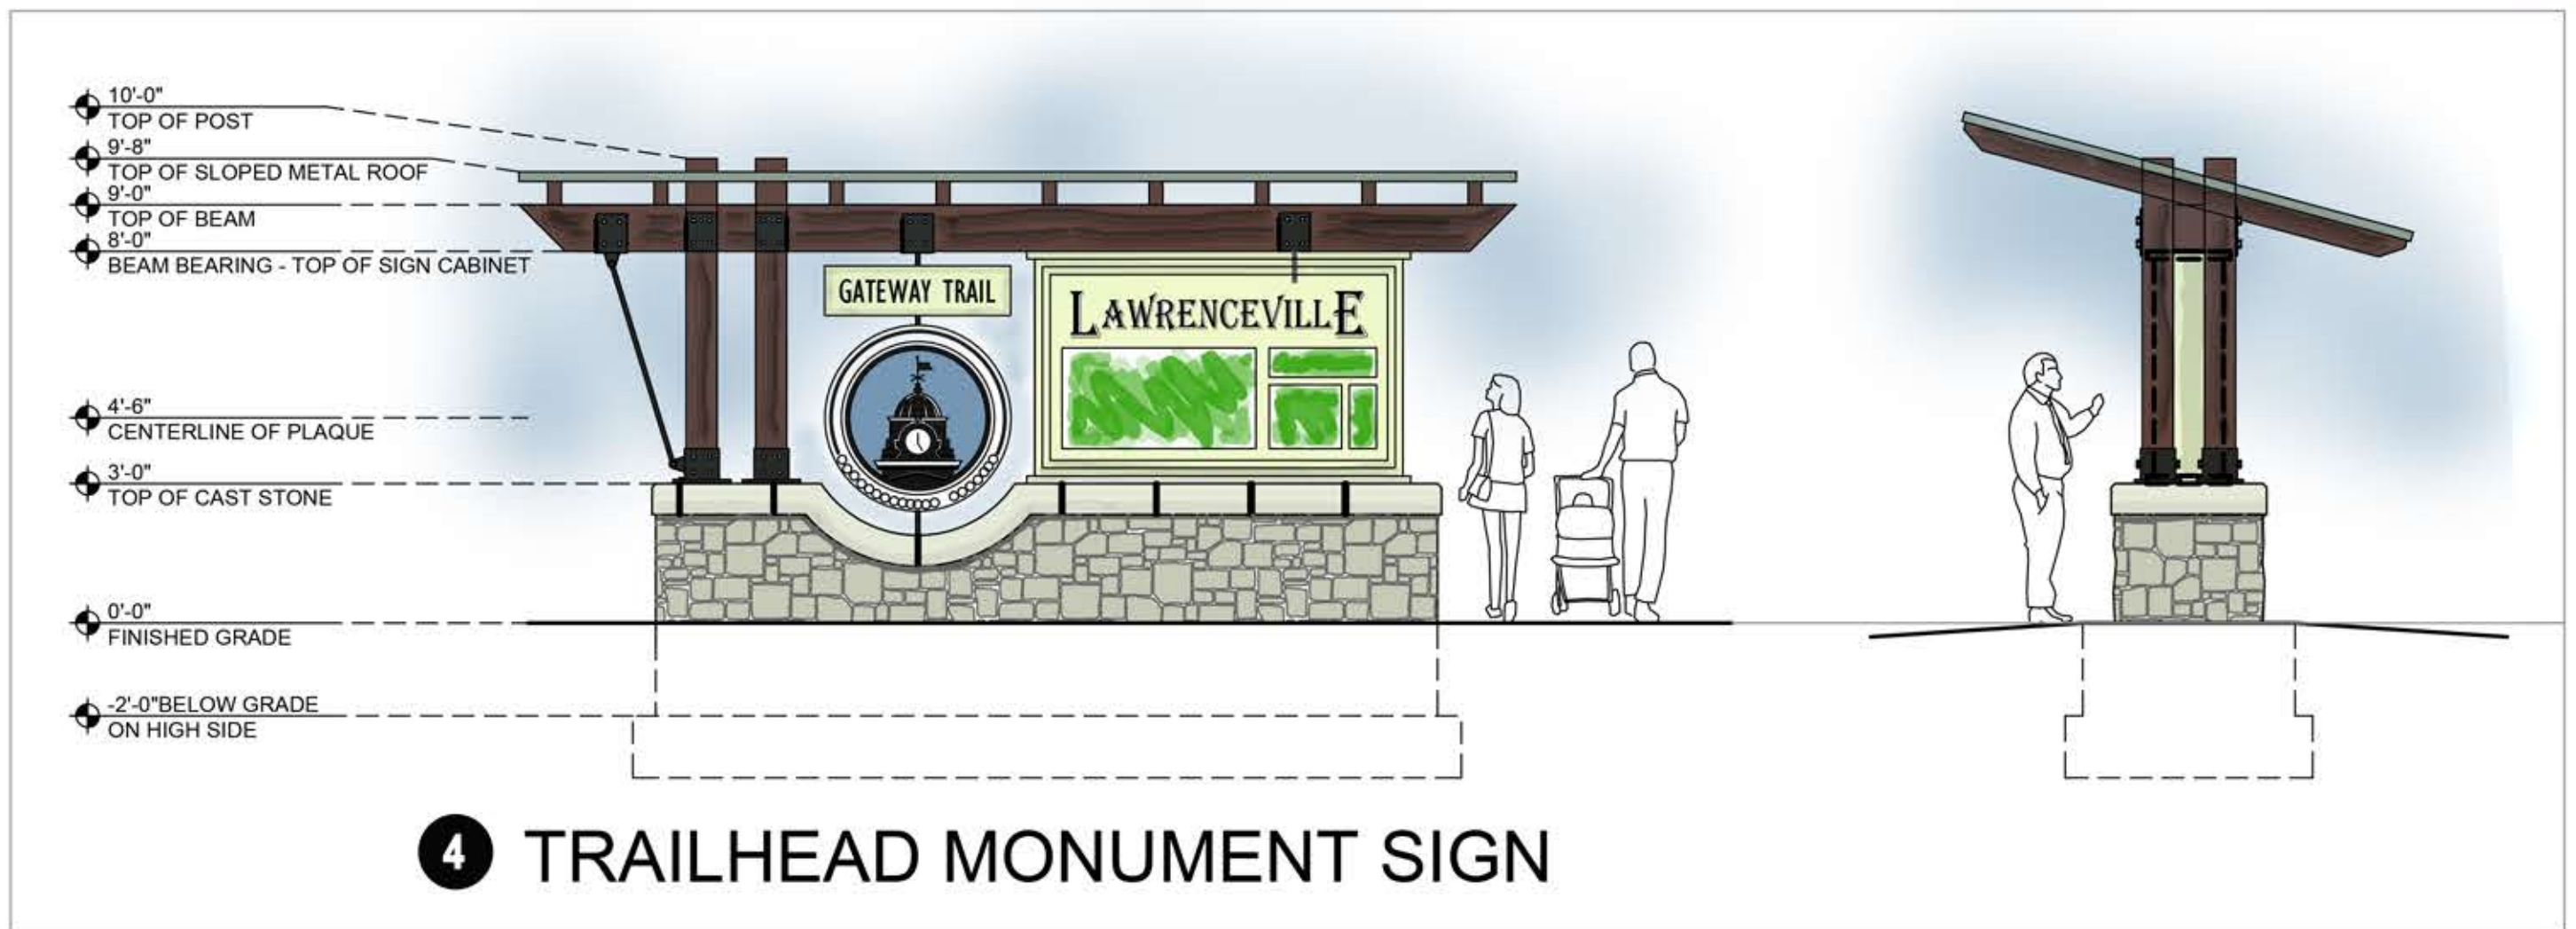 10'-0"
TOP OF POST
9'-8"
TOP OF SLOPED METAL ROOF
9'-0"
TOP OF BEAM
8'-0"
BEAM BEARING - TOP OF SIGN CABINET
4'-6"
CENTERLINE OF PLAQUE
3'-0"
TOP OF CAST STONE
0'-0"
FINISHED GRADE
-2'-0"BELOW GRADE
ON HIGH SIDE
GATEWAY TRAIL
LAWRENCEVILLE
4 TRAILHEAD MONUMENT SIGN